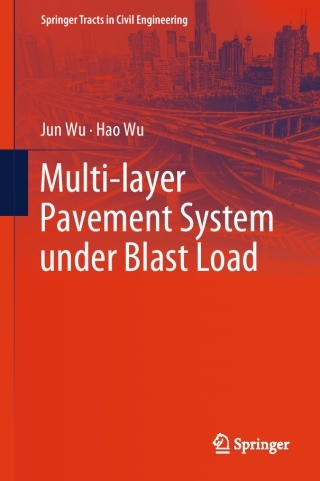 Springer Tracts in Civil Engineering
Jun Wu · Hao Wu
Multi-layer
Pavement System
under Blast Load
Springer